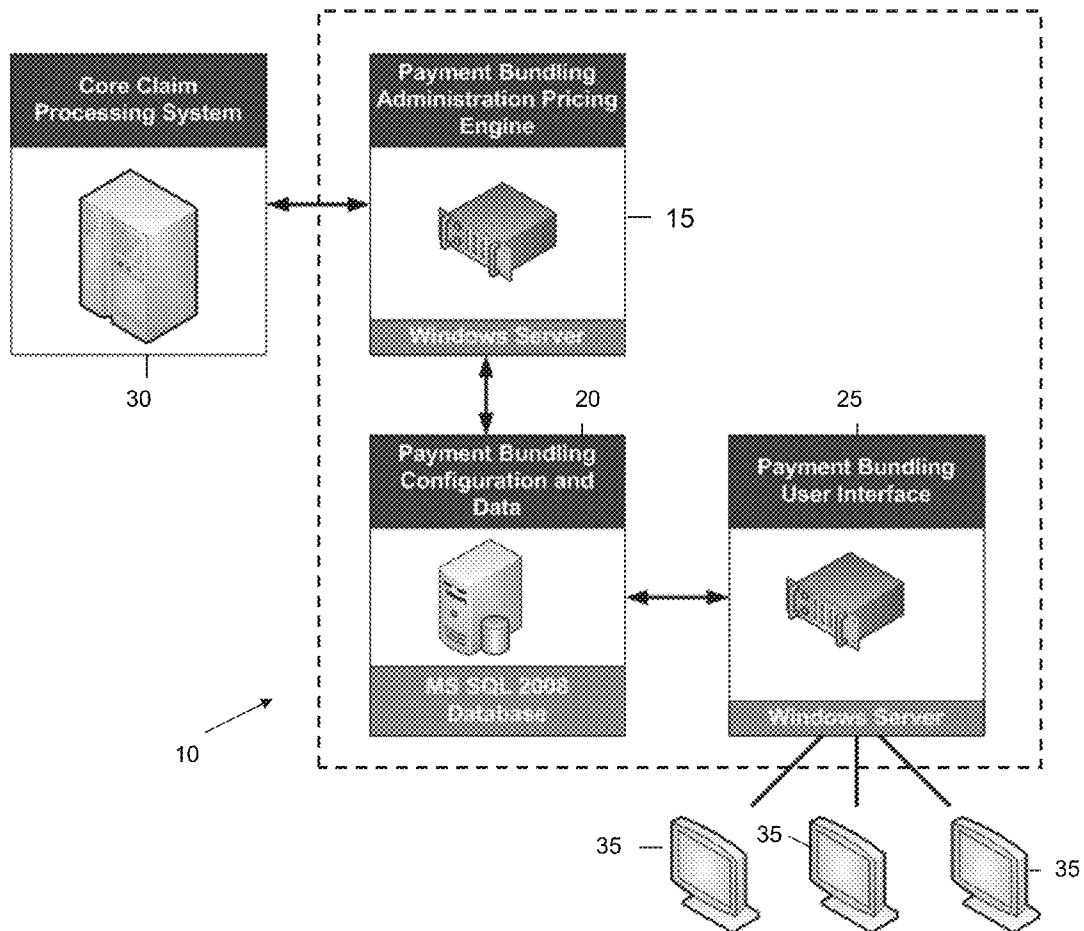 Core Claim
Processing System
30
Payment Bundling
Administration Pricing
Engine
Windows Server
15
20
Payment Bundling
Configuration and
Data
MS SQL 2000
Database
25
Payment Bundling
User Interface
Windows Server
10
35
35
35